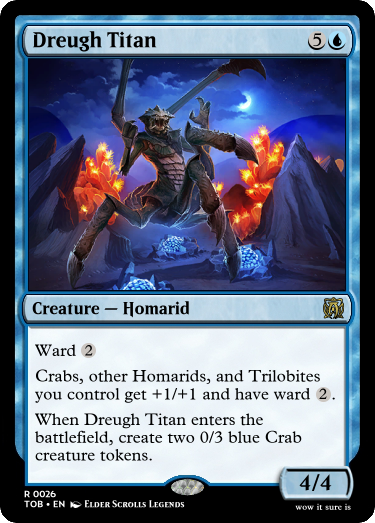 Dreugh Titan 5
Creature — Homarid
Ward 2
Crabs, other Homarids, and Trilobites
you control get +1/+1 and have ward 2.
When Dreugh Titan enters the
battlefield, create two 0/3 blue Crab
creature tokens.
4/4
R 0026
TOB • EN Elder Scrolls Legends
wow it sure is